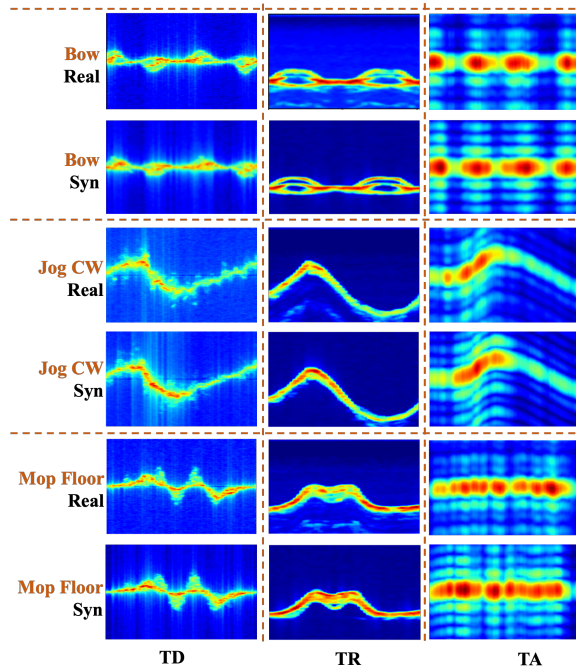 Bow
Real
Bow
Syn
Jog CW
Real
Jog CW
Syn
Mop Floor
Real
Mop Floor
Syn
TD TR TA